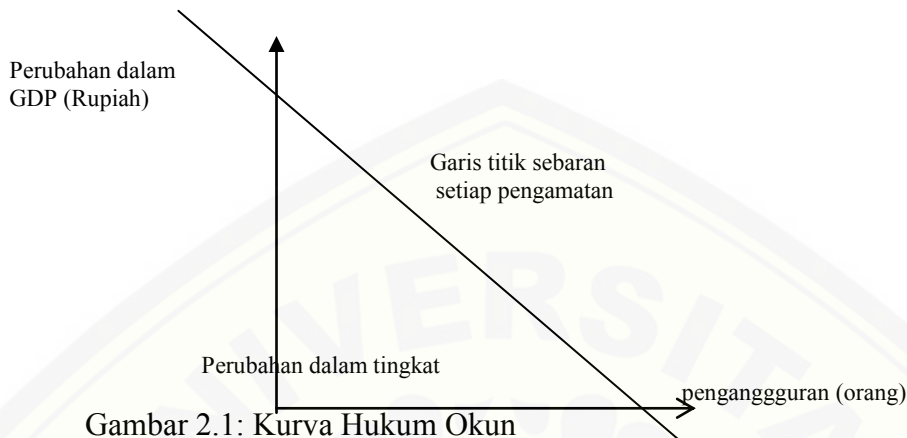 Perubahan dalam
GDP (Rupiah)
Garis titik sebaran
setiap pengamatan
Perubahan dalam tingkat
penganggguran (orang)
Gambar 2.1: Kurva Hukum Okun
UNIVERSITA